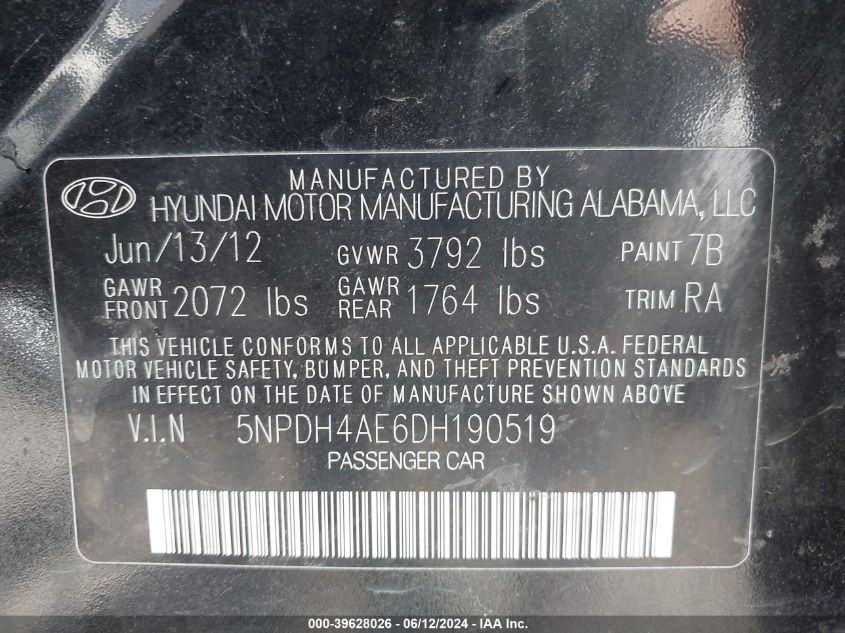 MANUFACTURED BY
HYUNDAI MOTOR MANUFACTURING ALABAMA, LLC
Jun/13/12 GVWR 3792 lbs PAINT 7B
GAWR FRONT 2072 lbs GAWR REAR 1764 lbs TRIM RA
THIS VEHICLE CONFORMS TO ALL APPLICABLE U.S.A. FEDERAL
MOTOR VEHICLE SAFETY, BUMPER, AND THEFT PREVENTION STANDARDS
IN EFFECT ON THE DATE OF MANUFACTURE SHOWN ABOVE
V.I.N 5NPDH4AE6DH190519
PASSENGER CAR
000-39628026 - 06/12/2024 - IAA Inc.